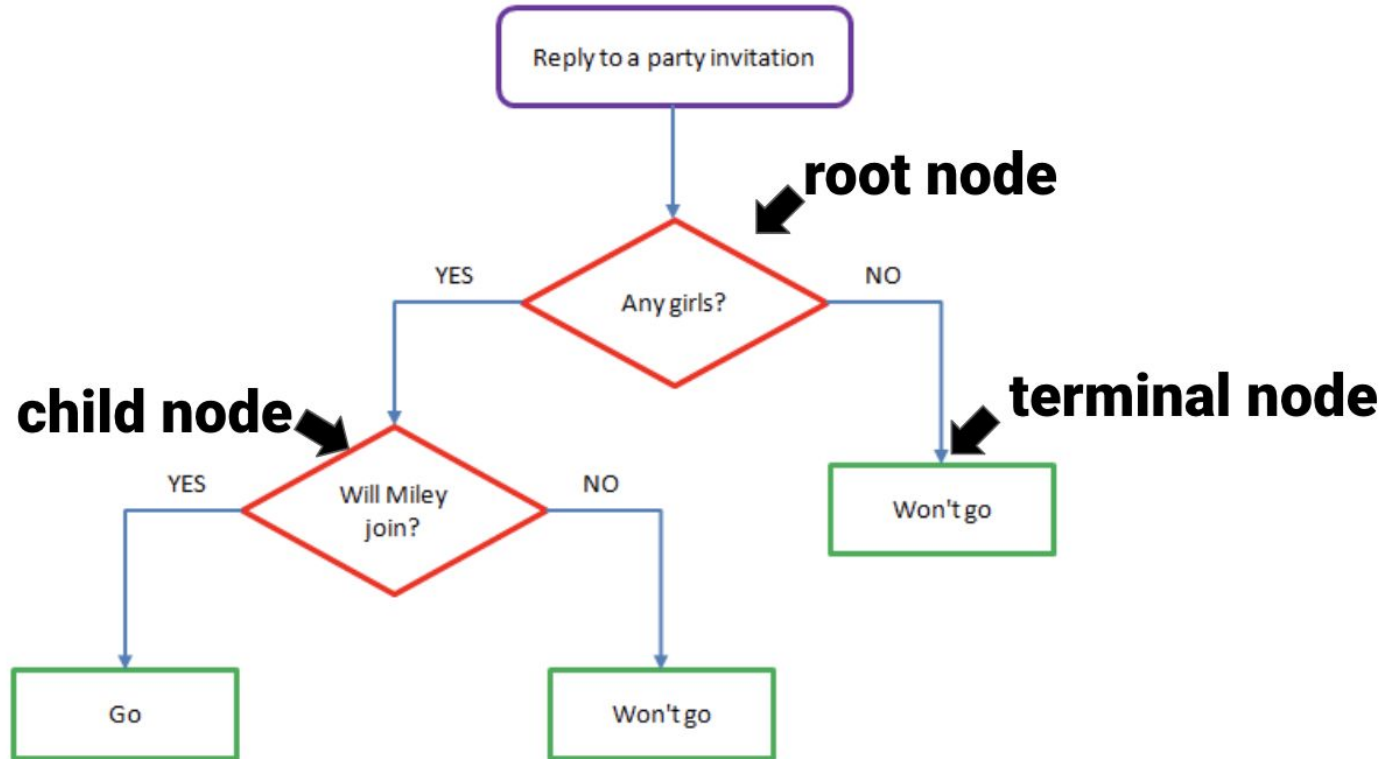 Reply to a party invitation
root node
YES
NO
Any girls?
child node
terminal node
YES
NO
Will Miley
join?
Won't go
Go
Won't go